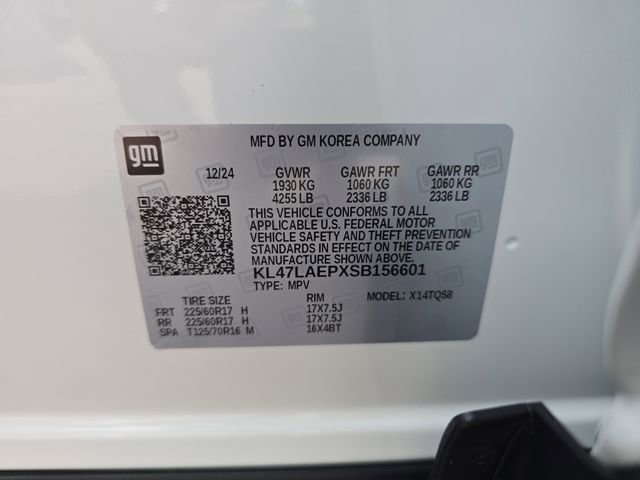 gm
MFD BY GM KOREA COMPANY
12/24 GVWR GAWR FRT GAWR RR
1930 KG 1060 KG 1060 KG
4255 LB 2336 LB 2336 LB
THIS VEHICLE CONFORMS TO ALL
APPLICABLE U.S. FEDERAL MOTOR
VEHICLE SAFETY AND THEFT PREVENTION
STANDARDS IN EFFECT ON THE DATE OF
MANUFACTURE SHOWN ABOVE.
KL47LAEPXSB156601
TYPE: MPV MODEL: X14TQ58
TIRE SIZE RIM
FRT 225/60R17 H 17X7.5J
RR 225/60R17 H 17X7.5J
SPA T125/70R16 M 16X4BT